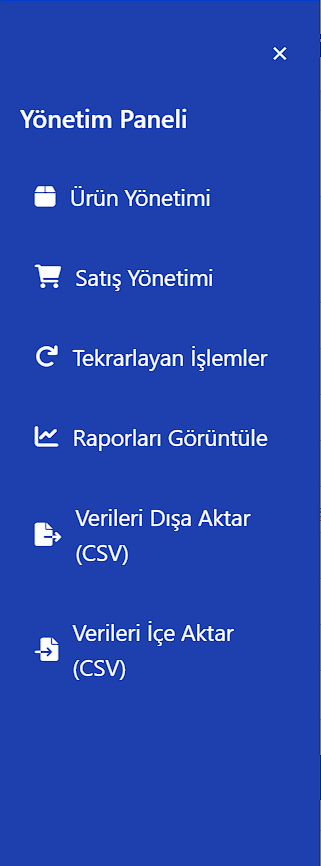 ×
Yönetim Paneli
Ürün Yönetimi
Satış Yönetimi
Tekrarlayan İşlemler
Raporları Görüntüle
Verileri Dışa Aktar
(CSV)
Verileri İçe Aktar
(CSV)